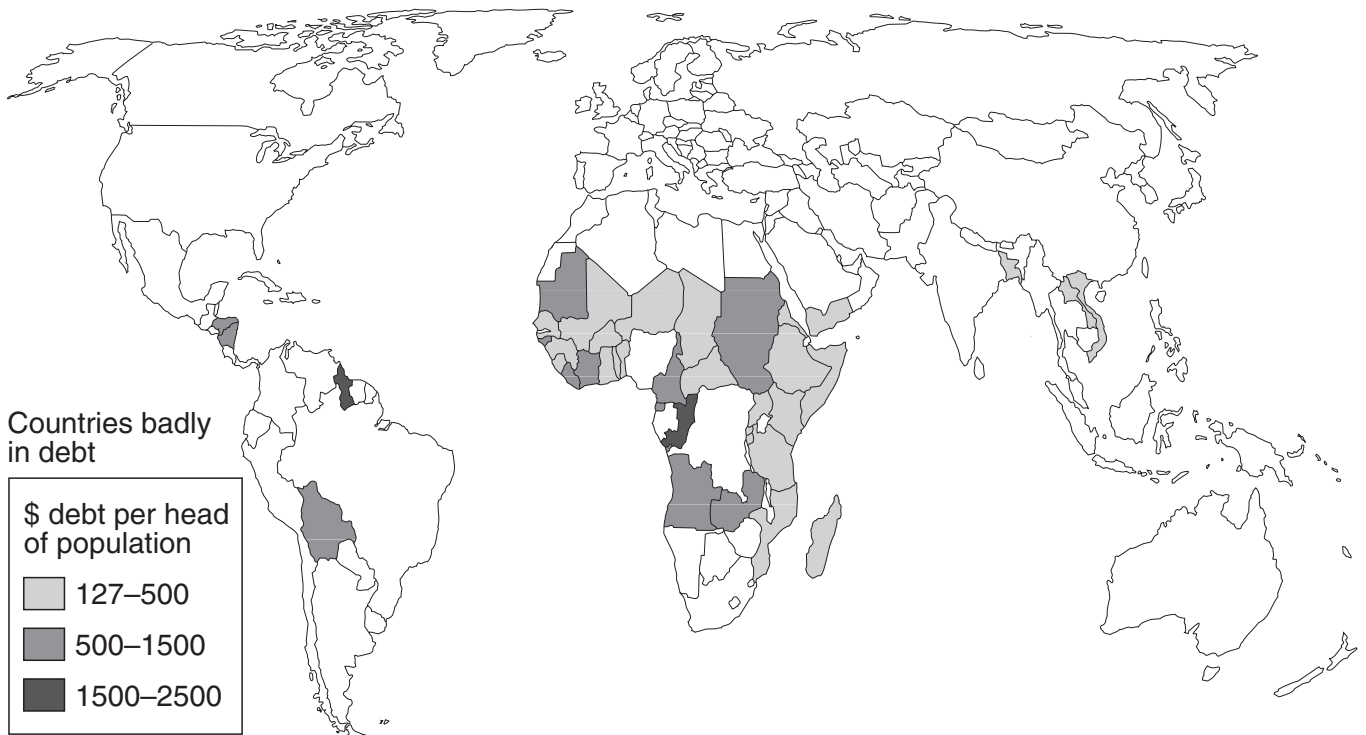 Countries badly
in debt
$ debt per head
of population
127–500
500–1500
1500–2500